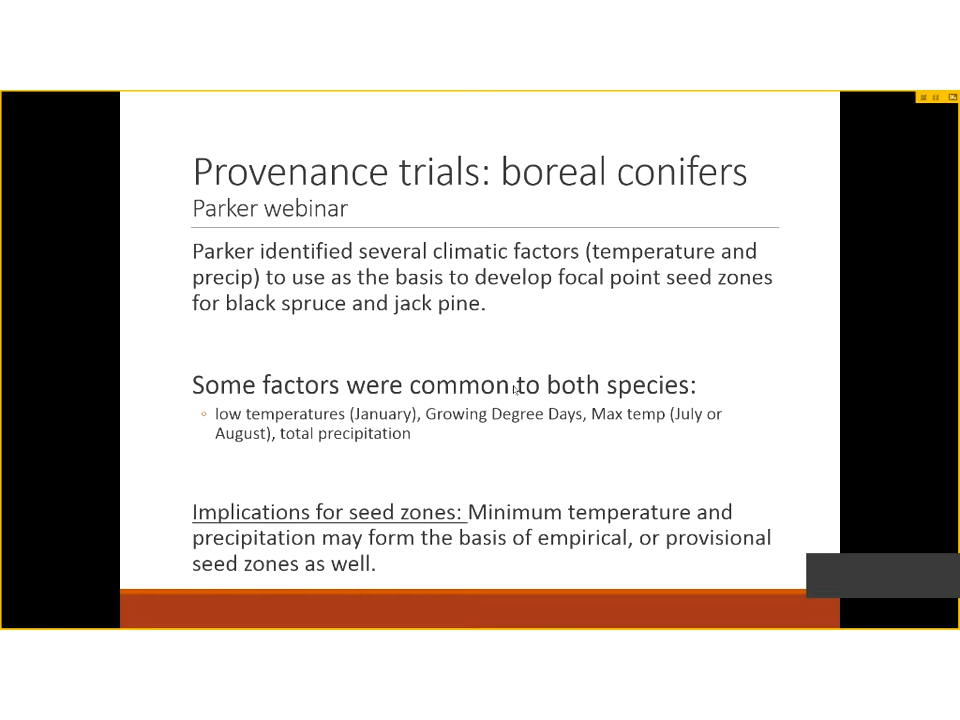 Provenance trials: boreal conifers
Parker webinar
Parker identified several climatic factors (temperature and
precip) to use as the basis to develop focal point seed zones
for black spruce and jack pine.
Some factors were common to both species:
◦ low temperatures (January), Growing Degree Days, Max temp (July or
August), total precipitation
Implications for seed zones: Minimum temperature and
precipitation may form the basis of empirical, or provisional
seed zones as well.